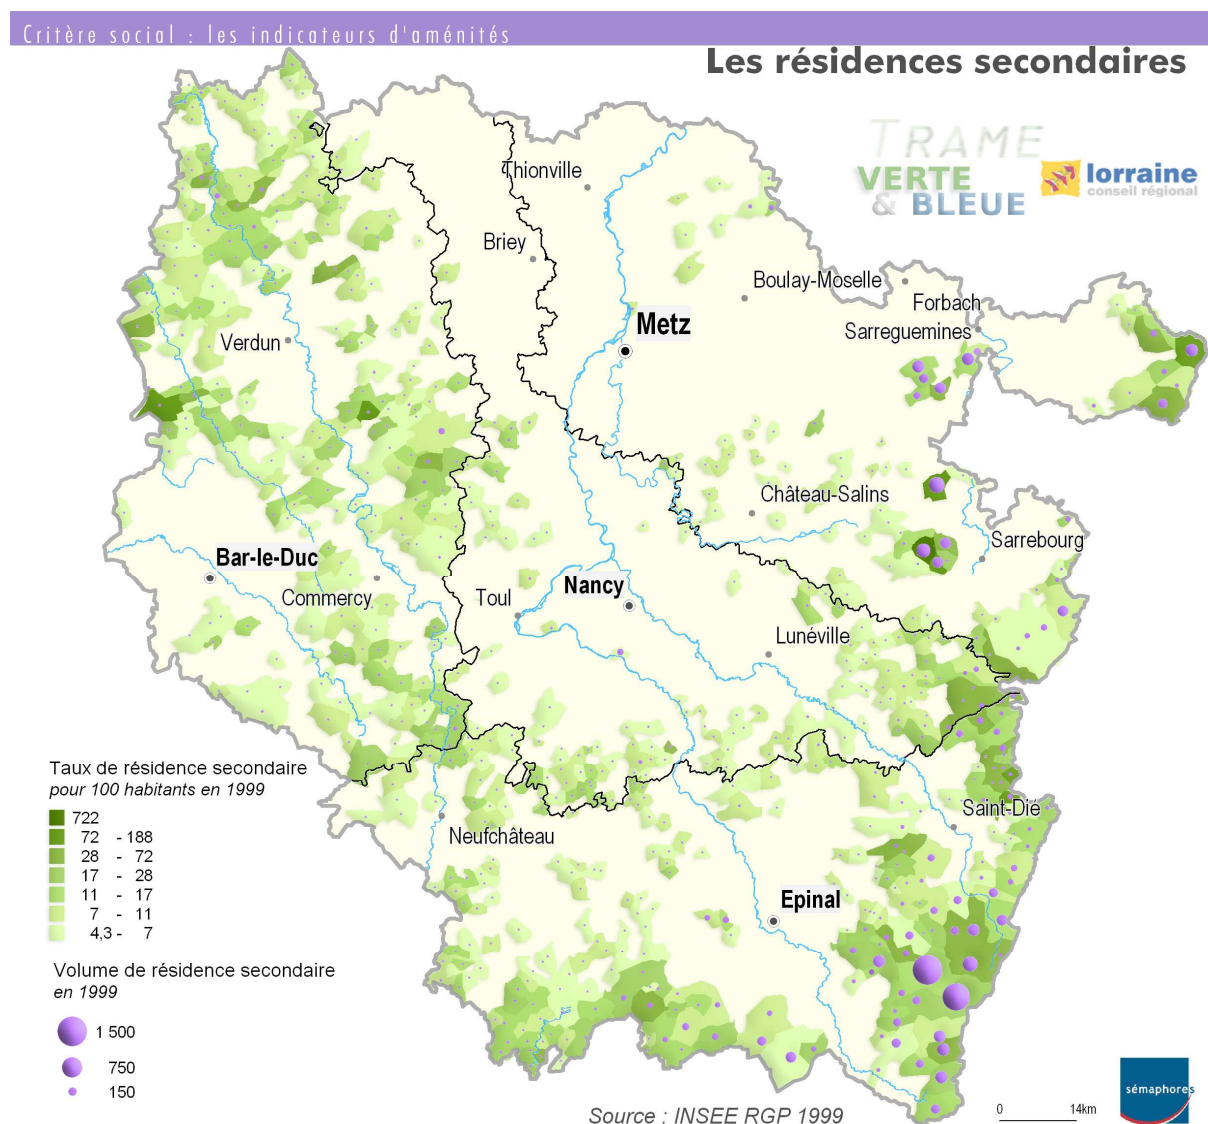 Critère social : les indicateurs d'aménités
Les résidences secondaires
TRAME
VERTE
& BLEUE
lorraine
conseil régional
Thionville
Briey
Boulay-Moselle
Forbach
Metz
Sarreguemines
Verdun
Château-Salins
Sarrebourg
Bar-le-Duc
Nancy
Commercy
Toul
Lunéville
Taux de résidence secondaire
pour 100 habitants en 1999
722
72 - 188
28 - 72
17 - 28
11 - 17
7 - 11
4,3 - 7
Saint-Dié
Neufchâteau
Epinal
Volume de résidence secondaire
en 1999
1 500
750
150
sémaphores
Source : INSEE RGP 1999
0 14km